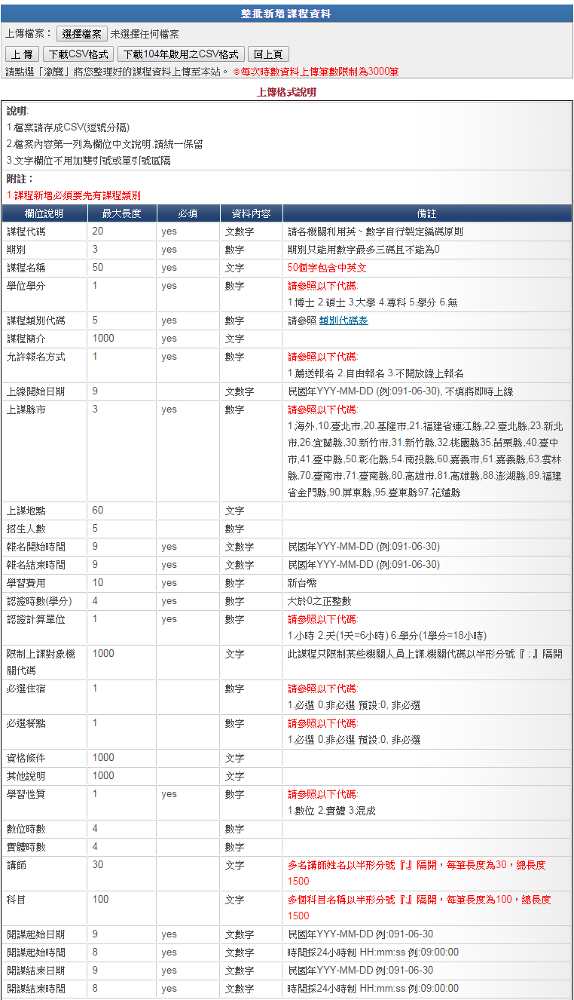 整批新增課程資料
上傳檔案： 選擇檔案 未選擇任何檔案
上傳 下載CSV格式 下載104年啟用之CSV格式 回上頁
請點選「瀏覽」將您整理好的課程資料上傳至本站。 ⊙每次時數資料上傳筆數限制為3000筆
上傳格式說明
說明:
1.檔案請存成CSV(逗號分隔)
2.檔案內容第一列為欄位中文說明,請統一保留
3.文字欄位不用加雙引號或單引號區隔
附註：
1.課程新增必須要先有課程類別
欄位說明 最大長度 必填 資料內容 備註
課程代碼 20 yes 文數字 請各機關利用英、數字自行製定編碼原則
期別 3 yes 數字 期別只能用數字最多三碼且不能為0
課程名稱 50 yes 文字 50個字包含中英文
學位學分 1 yes 數字 請參照以下代碼:
1.博士 2.碩士 3.大學 4.專科 5.學分 6.無
課程類別代碼 5 yes 數字 請參照 類別代碼表
課程簡介 1000 yes 文字
允許報名方式 1 yes 數字 請參照以下代碼:
1.薦送報名 2.自由報名 3.不開放線上報名
上線開始日期 9 文數字 民國年YYY-MM-DD (例:091-06-30), 不填將即時上線
上課縣市 3 yes 數字 請參照以下代碼:
1.海外,10.臺北市,20.基隆市,21.福建省連江縣,22.臺北縣,23.新北
市,26.宜蘭縣,30.新竹市,31.新竹縣,32.桃園縣35.苗栗縣,40.臺中
市,41.臺中縣,50.彰化縣,54.南投縣,60.嘉義市,61.嘉義縣,63.雲林
縣,70.臺南市,71.臺南縣,80.高雄市,81.高雄縣,88.澎湖縣,89.福建
省金門縣,90.屏東縣,95.臺東縣97.花蓮縣
上課地點 60 文字
招生人數 5 數字
報名開始時間 9 yes 文數字 民國年YYY-MM-DD (例:091-06-30)
報名結束時間 9 yes 文數字 民國年YYY-MM-DD (例:091-06-30)
學習費用 10 yes 數字 新台幣
認證時數(學分) 4 yes 數字 大於0之正整數
認證計算單位 1 yes 數字 請參照以下代碼:
1.小時 2.天(1天=6小時) 6.學分(1學分=18小時)
限制上課對象機 1000 文字 此課程只限制某些機關人員上課,機關代碼以半形分號『;』隔開
關代碼
必選住宿 1 數字 請參照以下代碼:
1.必選 0.非必選 預設:0, 非必選
必選餐點 1 數字 請參照以下代碼:
1.必選 0.非必選 預設:0, 非必選
資格條件 1000 文字
其他說明 1000 文字
學習性質 1 yes 數字 請參照以下代碼:
1.數位 2.實體 3.混成
數位時數 4 數字
實體時數 4 數字
講師 30 文字 多名講師姓名以半形分號『;』隔開，每筆長度為30，總長度
1500
科目 100 文字 多個科目名稱以半形分號『;』隔開，每筆長度為100，總長度
1500
開課起始日期 9 yes 文數字 民國年YYY-MM-DD 例:091-06-30
開課起始時間 8 yes 文數字 時間採24小時制 HH:mm:ss 例:09:00:00
開課結束日期 9 yes 文數字 民國年YYY-MM-DD 例:091-06-30
開課結束時間 8 yes 文數字 時間採24小時制 HH:mm:ss 例:09:00:00